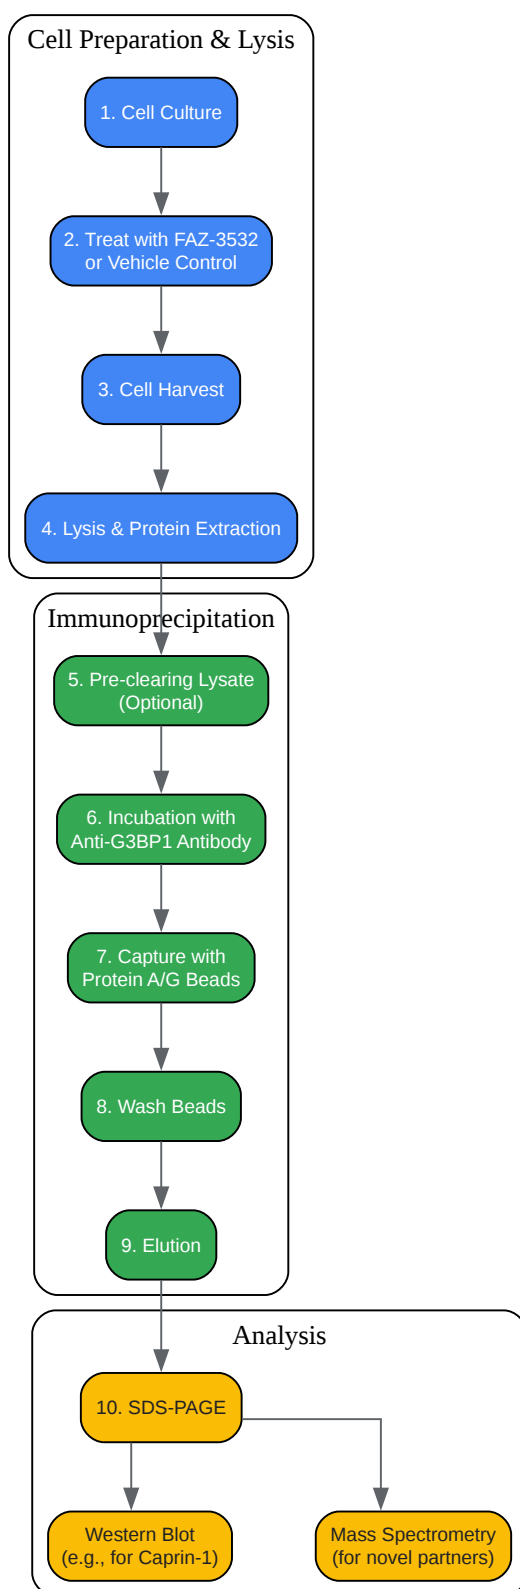 Cell Preparation & Lysis
1. Cell Culture
2. Treat with FAZ-3532
or Vehicle Control
3. Cell Harvest
4. Lysis & Protein Extraction
Immunoprecipitation
5. Pre-clearing Lysate
(Optional)
6. Incubation with
Anti-G3BP1 Antibody
7. Capture with
Protein A/G Beads
8. Wash Beads
9. Elution
Analysis
10. SDS-PAGE
Western Blot
(e.g., for Caprin-1)
Mass Spectrometry
(for novel partners)